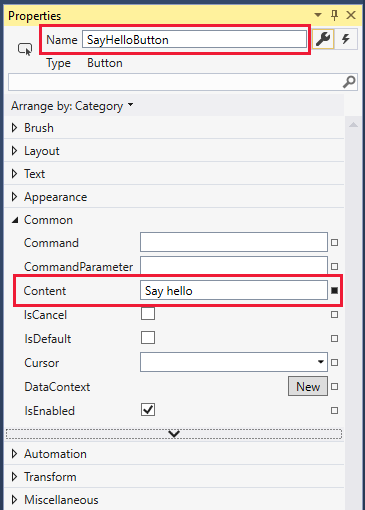 Properties
Name SayHelloButton
Type Button
Arrange by: Category
Brush
Layout
Text
Appearance
Common
Command
CommandParameter
Content Say hello
IsCancel
IsDefault
Cursor
DataContext New
IsEnabled
Automation
Transform
Miscellaneous